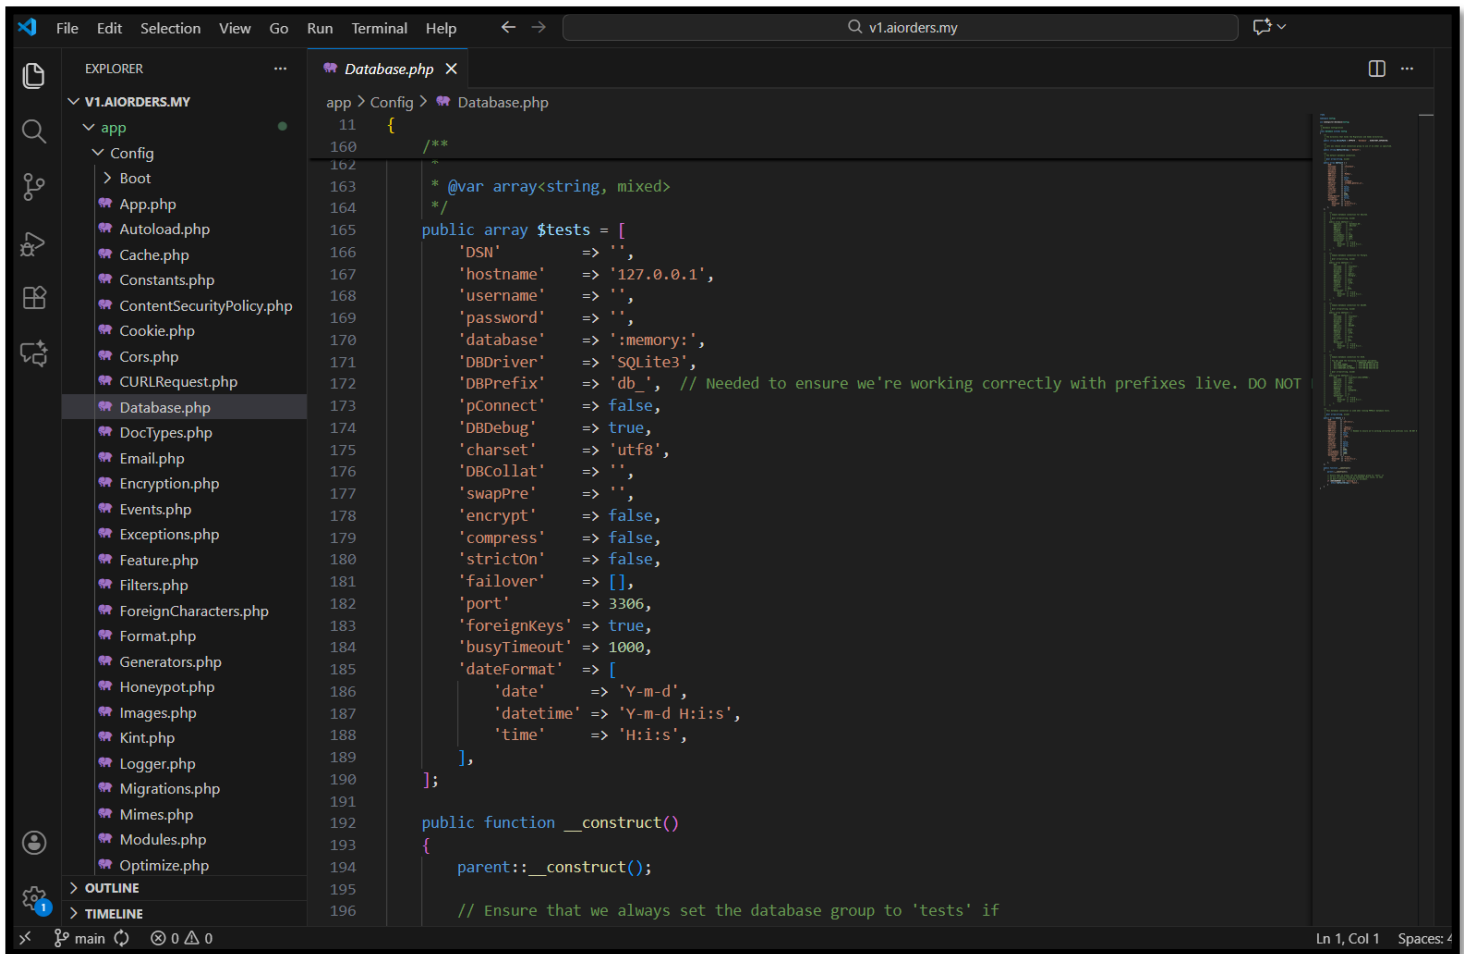 File Edit Selection View Go Run Terminal Help
v1.aiorders.my
EXPLORER
V1.AIORDERS.MY
app
Config
Boot
App.php
Autoload.php
Cache.php
Constants.php
ContentSecurityPolicy.php
Cookie.php
Cors.php
CURLRequest.php
Database.php
DocTypes.php
Email.php
Encryption.php
Events.php
Exceptions.php
Feature.php
Filters.php
ForeignCharacters.php
Format.php
Generators.php
Honeypot.php
Images.php
Kint.php
Logger.php
Migrations.php
Mimes.php
Modules.php
Optimize.php
OUTLINE
TIMELINE
1
Database.php
app > Config > Database.php
11 {
160 /**
162 *
163 * @var array<string, mixed>
164 */
165 public array $tests = [
166 'DSN' => '',
167 'hostname' => '127.0.0.1',
168 'username' => '',
169 'password' => '',
170 'database' => ':memory:',
171 'DBDriver' => 'SQLite3',
172 'DBPrefix' => 'db_', // Needed to ensure we're working correctly with prefixes live. DO NOT
173 'pConnect' => false,
174 'DBDebug' => true,
175 'charset' => 'utf8',
176 'DBCollat' => '',
177 'swapPre' => '',
178 'encrypt' => false,
179 'compress' => false,
180 'strictOn' => false,
181 'failover' => [],
182 'port' => 3306,
183 'foreignKeys' => true,
184 'busyTimeout' => 1000,
185 'dateFormat' => [
186 'date' => 'Y-m-d',
187 'datetime' => 'Y-m-d H:i:s',
188 'time' => 'H:i:s',
189 ],
190 ];
191
192 public function __construct()
193 {
194 parent::__construct();
195
196 // Ensure that we always set the database group to 'tests' if
main 0 0
Ln 1, Col 1 Spaces: 4